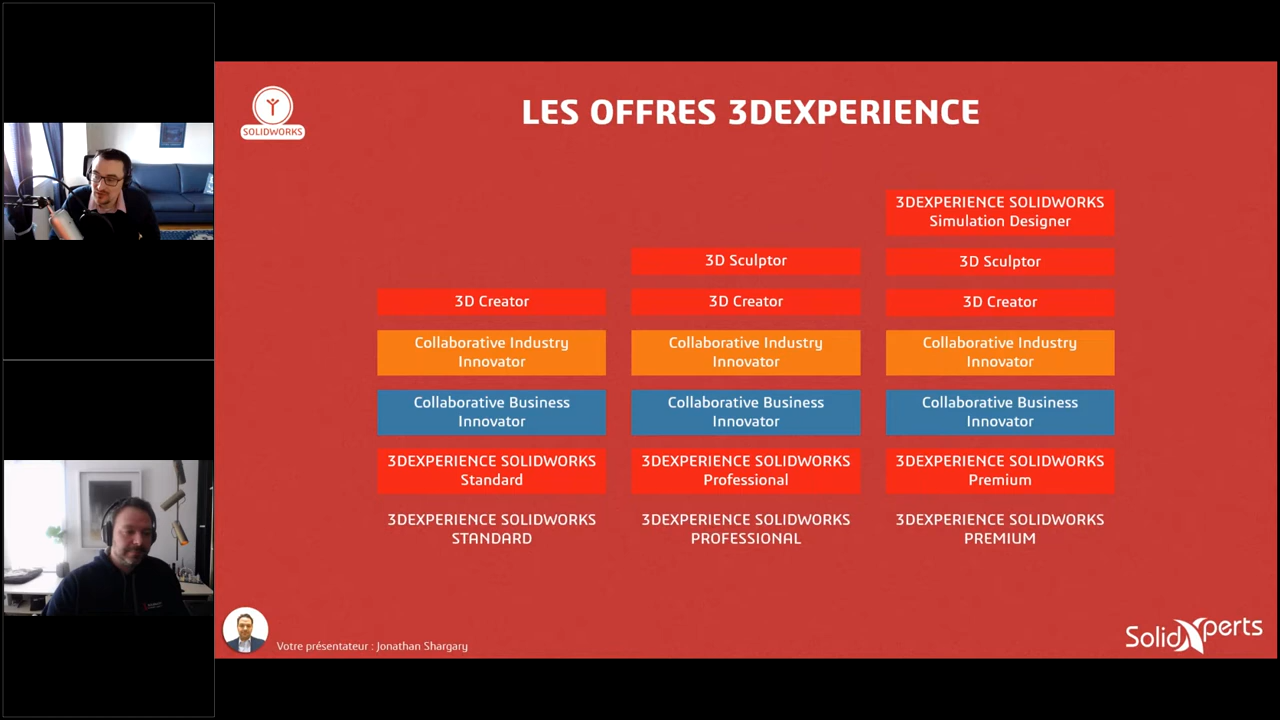 SOLIDWORKS
LES OFFRES 3DEXPERIENCE
3D Creator
Collaborative Industry
Innovator
Collaborative Business
Innovator
3DEXPERIENCE SOLIDWORKS
Standard
3DEXPERIENCE SOLIDWORKS
STANDARD
3D Sculptor
3D Creator
Collaborative Industry
Innovator
Collaborative Business
Innovator
3DEXPERIENCE SOLIDWORKS
Professional
3DEXPERIENCE SOLIDWORKS
PROFESSIONAL
3DEXPERIENCE SOLIDWORKS
Simulation Designer
3D Sculptor
3D Creator
Collaborative Industry
Innovator
Collaborative Business
Innovator
3DEXPERIENCE SOLIDWORKS
Premium
3DEXPERIENCE SOLIDWORKS
PREMIUM
Votre présentateur : Jonathan Shargary
SolidXperts